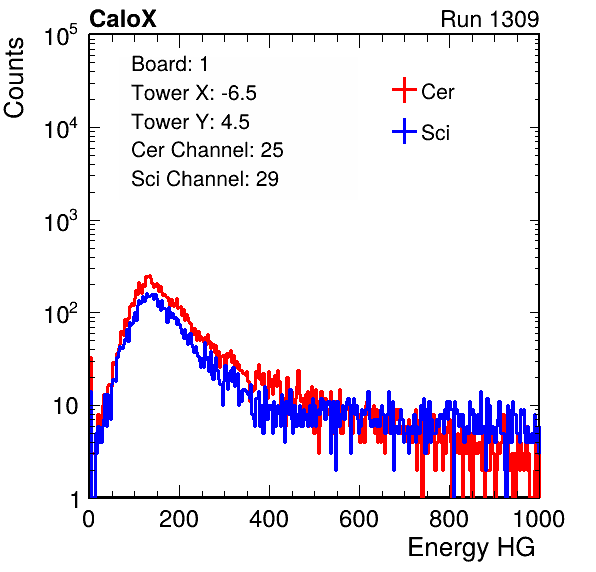 CaloX Run 1309
Counts
10^5
10^4
10^3
10^2
10
1
Board: 1
Tower X: -6.5
Tower Y: 4.5
Cer Channel: 25
Sci Channel: 29
Cer
Sci
0 200 400 600 800 1000
Energy HG